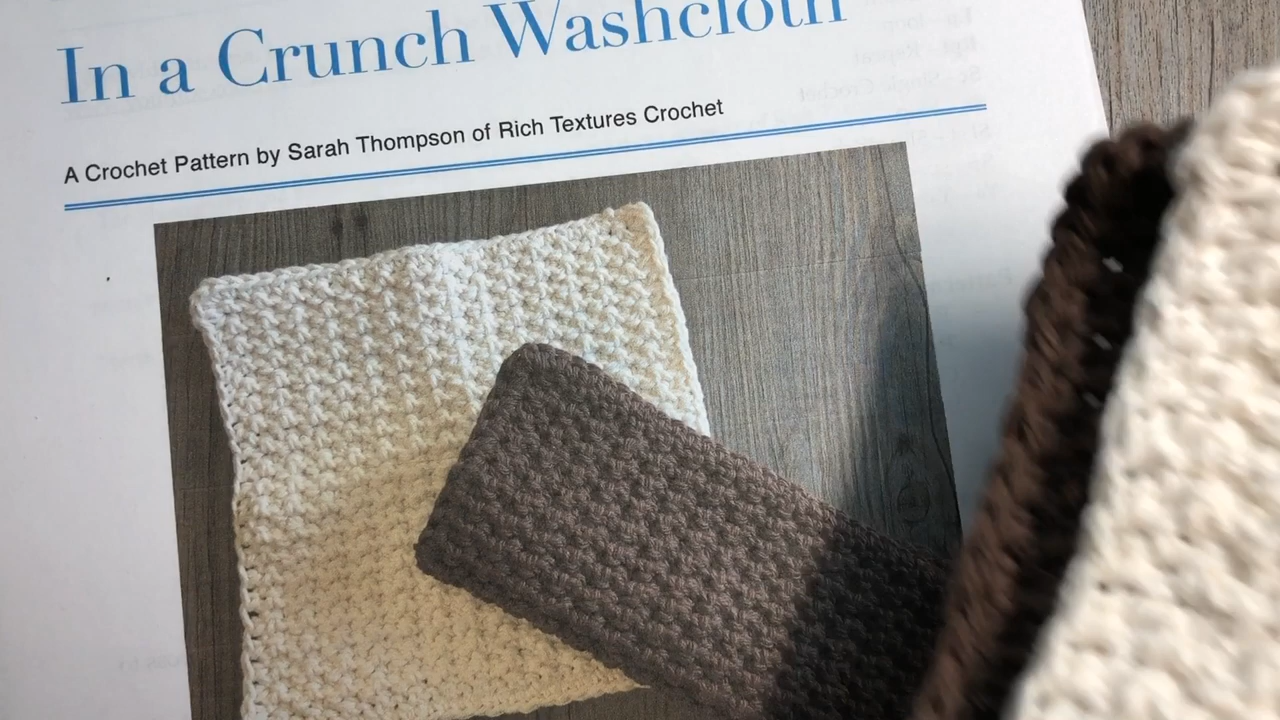 In a Crunch Washcloth
A Crochet Pattern by Sarah Thompson of Rich Textures Crochet